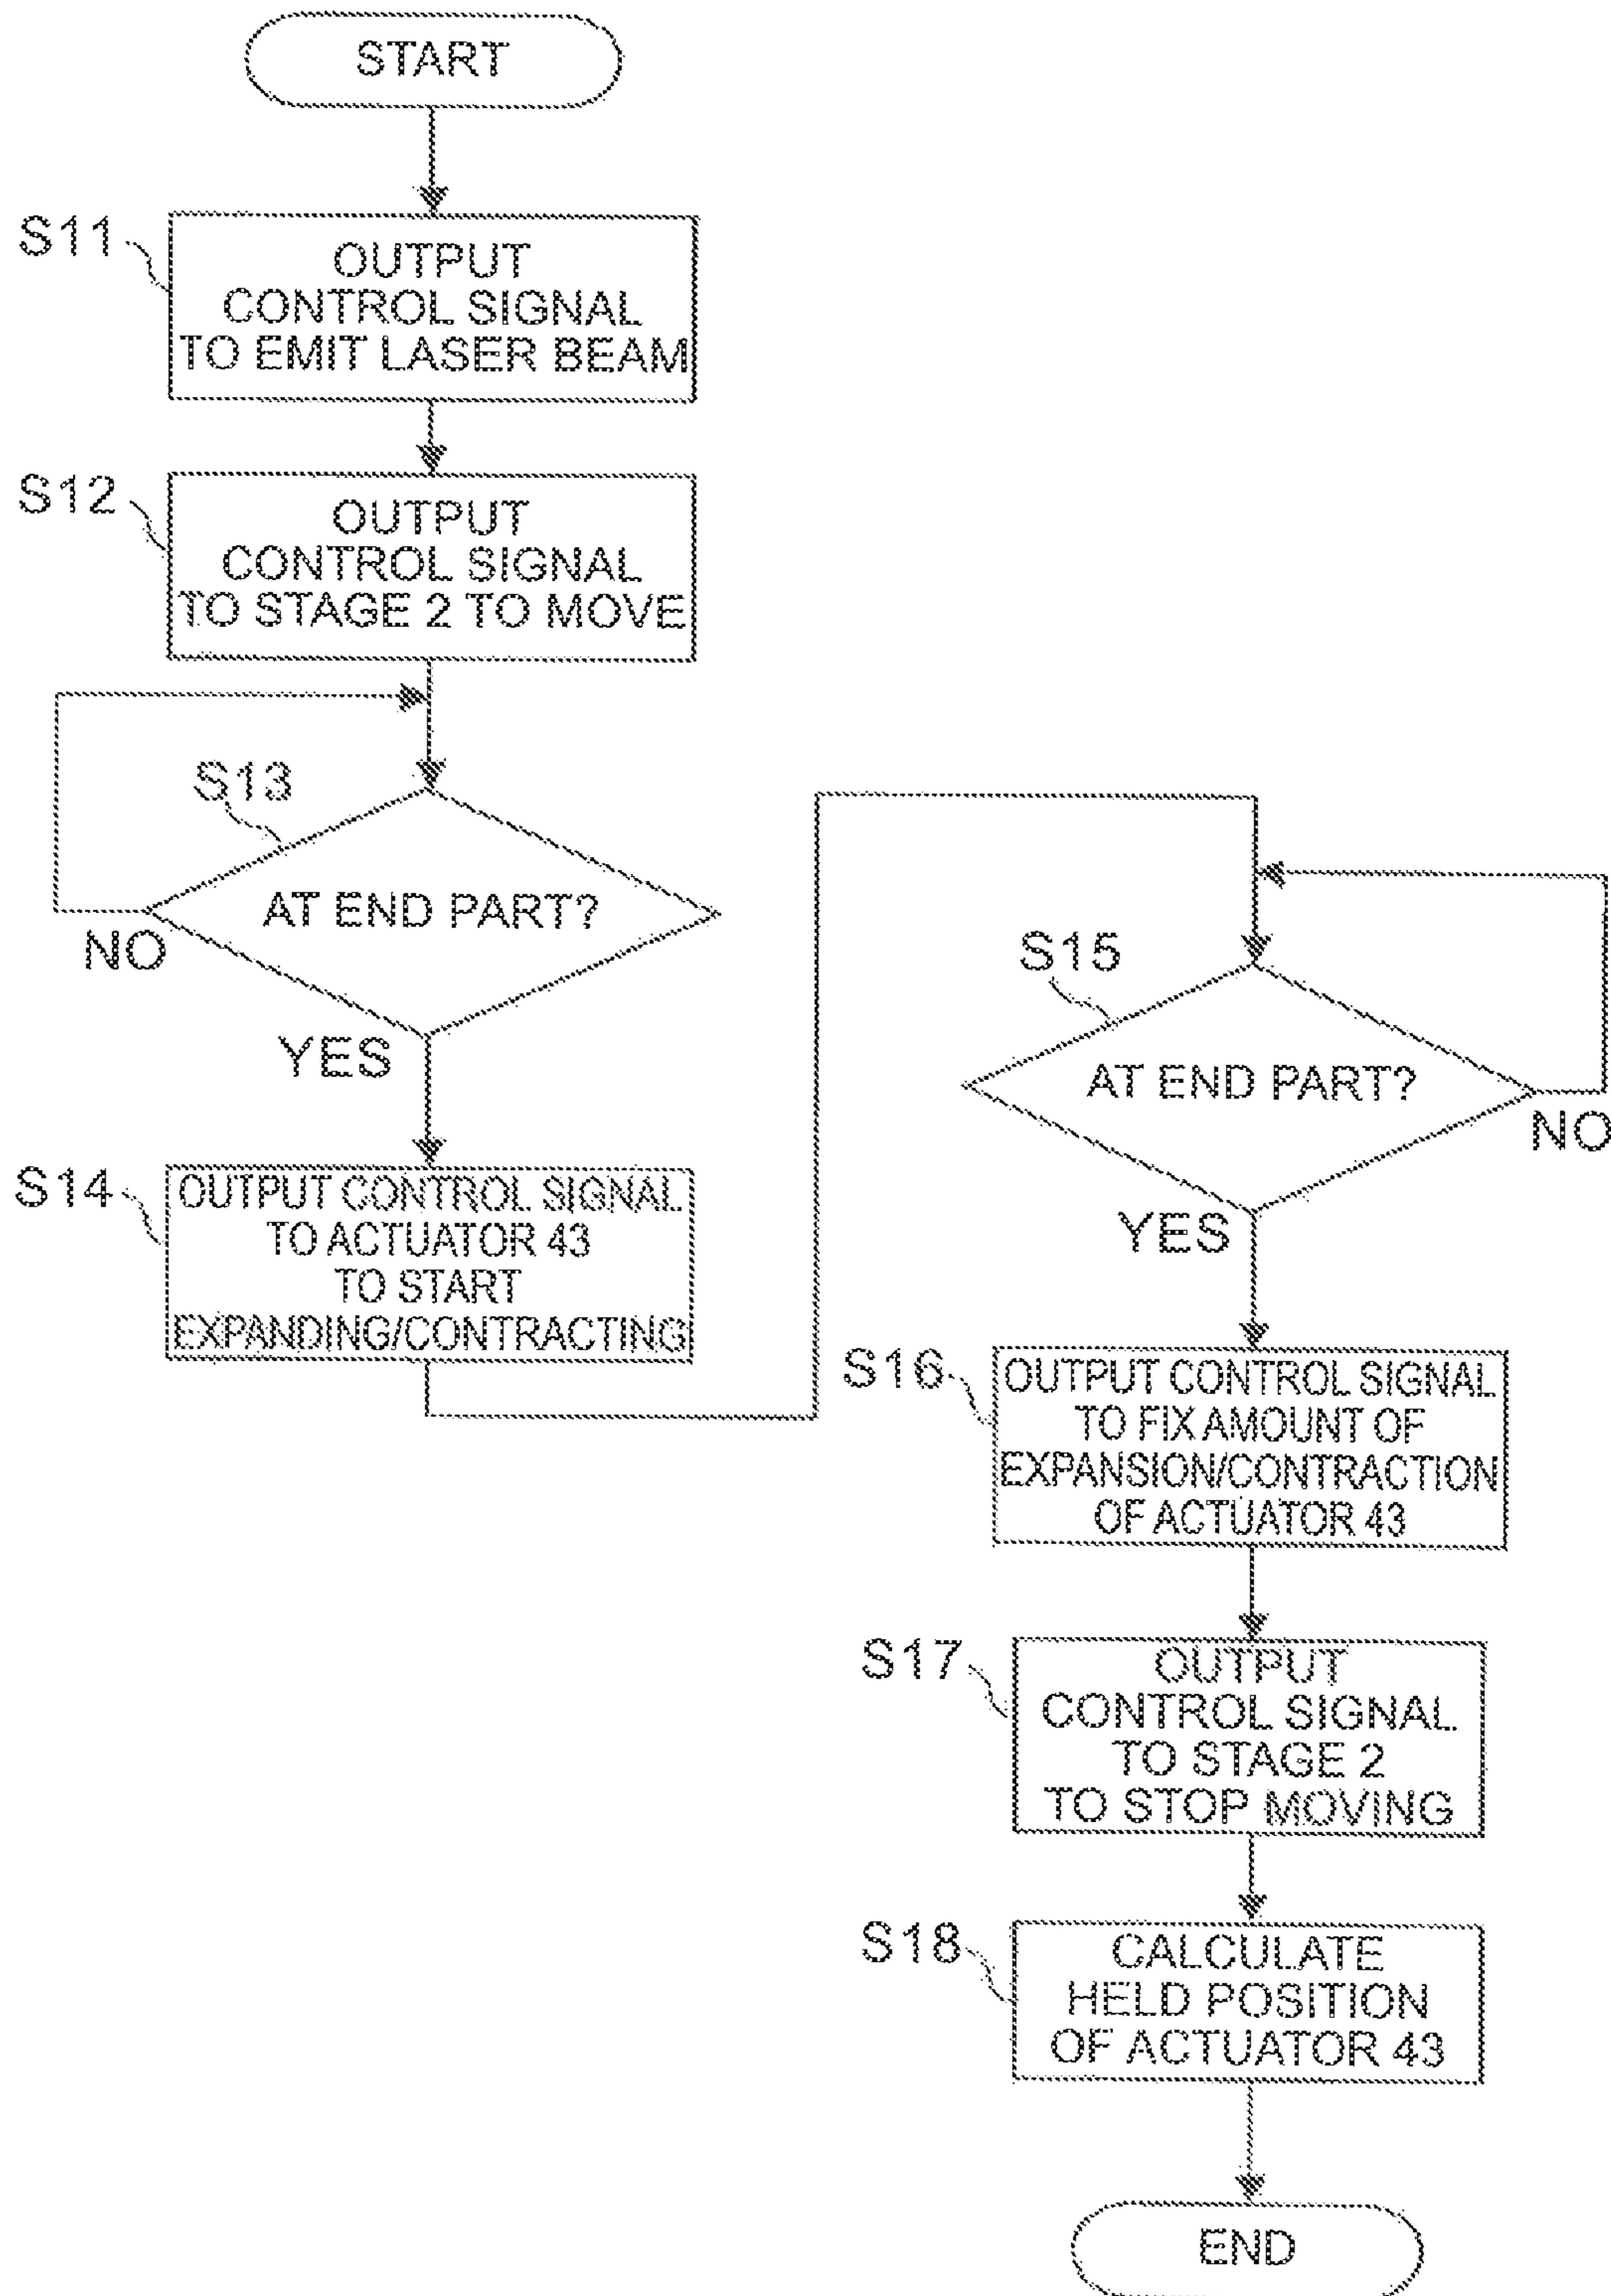 START
S11
OUTPUT
CONTROL SIGNAL
TO EMIT LASER BEAM
S12
OUTPUT
CONTROL SIGNAL
TO STAGE 2 TO MOVE
S13
AT END PART?
NO
YES
S14
OUTPUT CONTROL SIGNAL
TO ACTUATOR 43
TO START
EXPANDING/CONTRACTING
S15
AT END PART?
NO
YES
S16
OUTPUT CONTROL SIGNAL
TO FIX AMOUNT OF
EXPANSION/CONTRACTION
OF ACTUATOR 43
S17
OUTPUT
CONTROL SIGNAL
TO STAGE 2
TO STOP MOVING
S18
CALCULATE
HELD POSITION
OF ACTUATOR 43
END